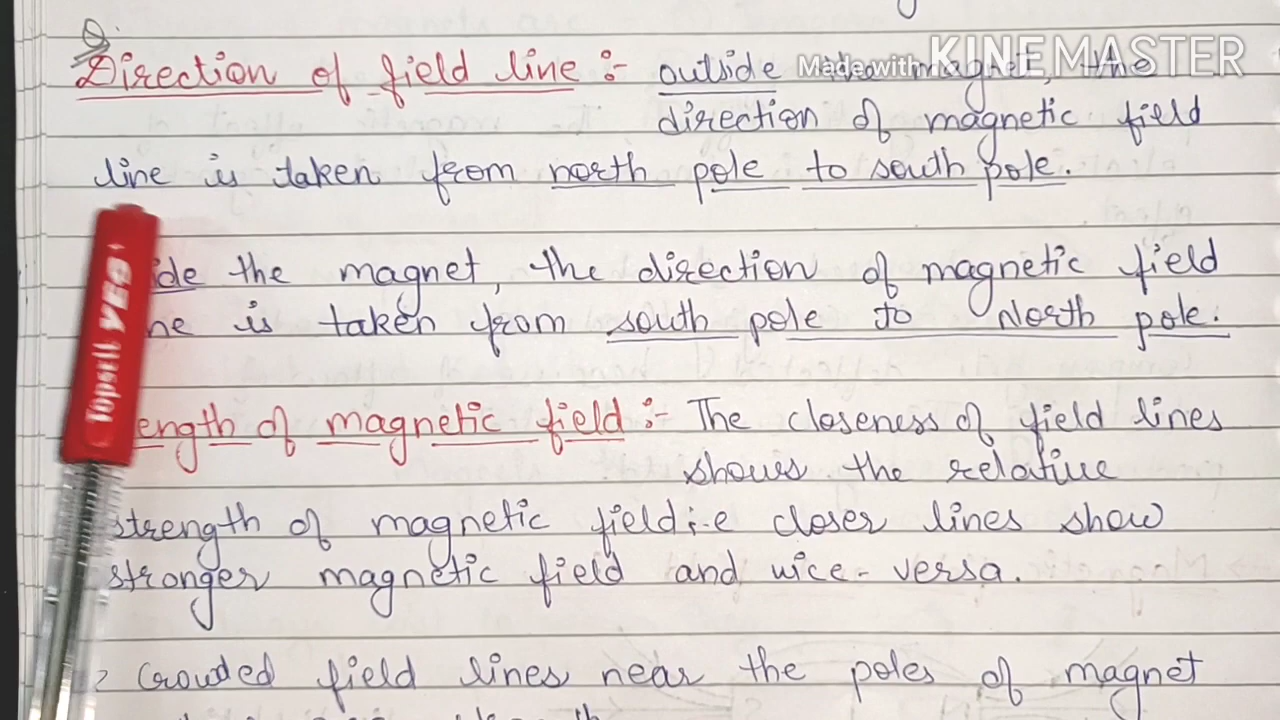 Direction of field line :- outside the magnet, the
Made with KINEMASTER
direction of magnetic field
line is taken from north pole to south pole.
ide the magnet, the direction of magnetic field
ne is taken from south pole to North pole.
ength of magnetic field :- The closeness of field lines
shows the relative
strength of magnetic field i.e closer lines show
stronger magnetic field and vice-versa.
Crowded field lines near the poles of magnet
Topsett VEGA